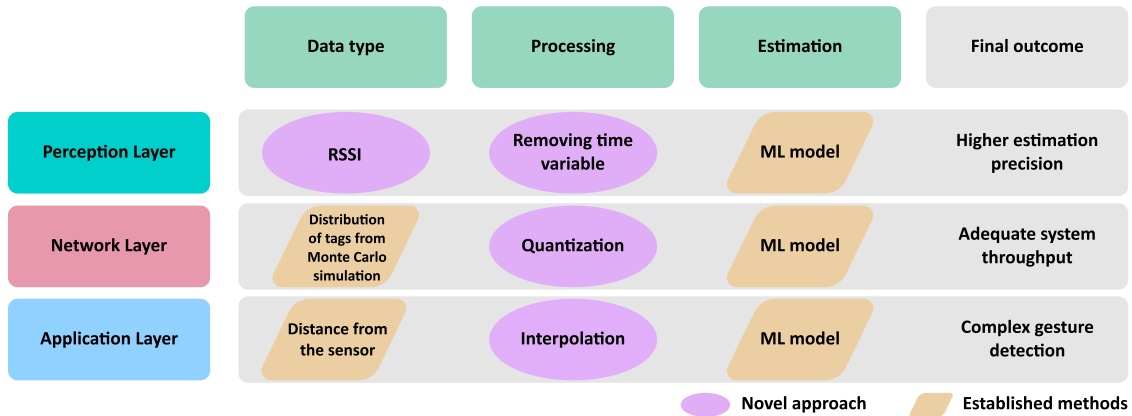 Data type
Processing
Estimation
Final outcome
Perception Layer
RSSI
Removing time
variable
ML model
Higher estimation
precision
Network Layer
Distribution
of tags from
Monte Carlo
simulation
Quantization
ML model
Adequate system
throughput
Application Layer
Distance from
the sensor
Interpolation
ML model
Complex gesture
detection
Novel approach
Established methods